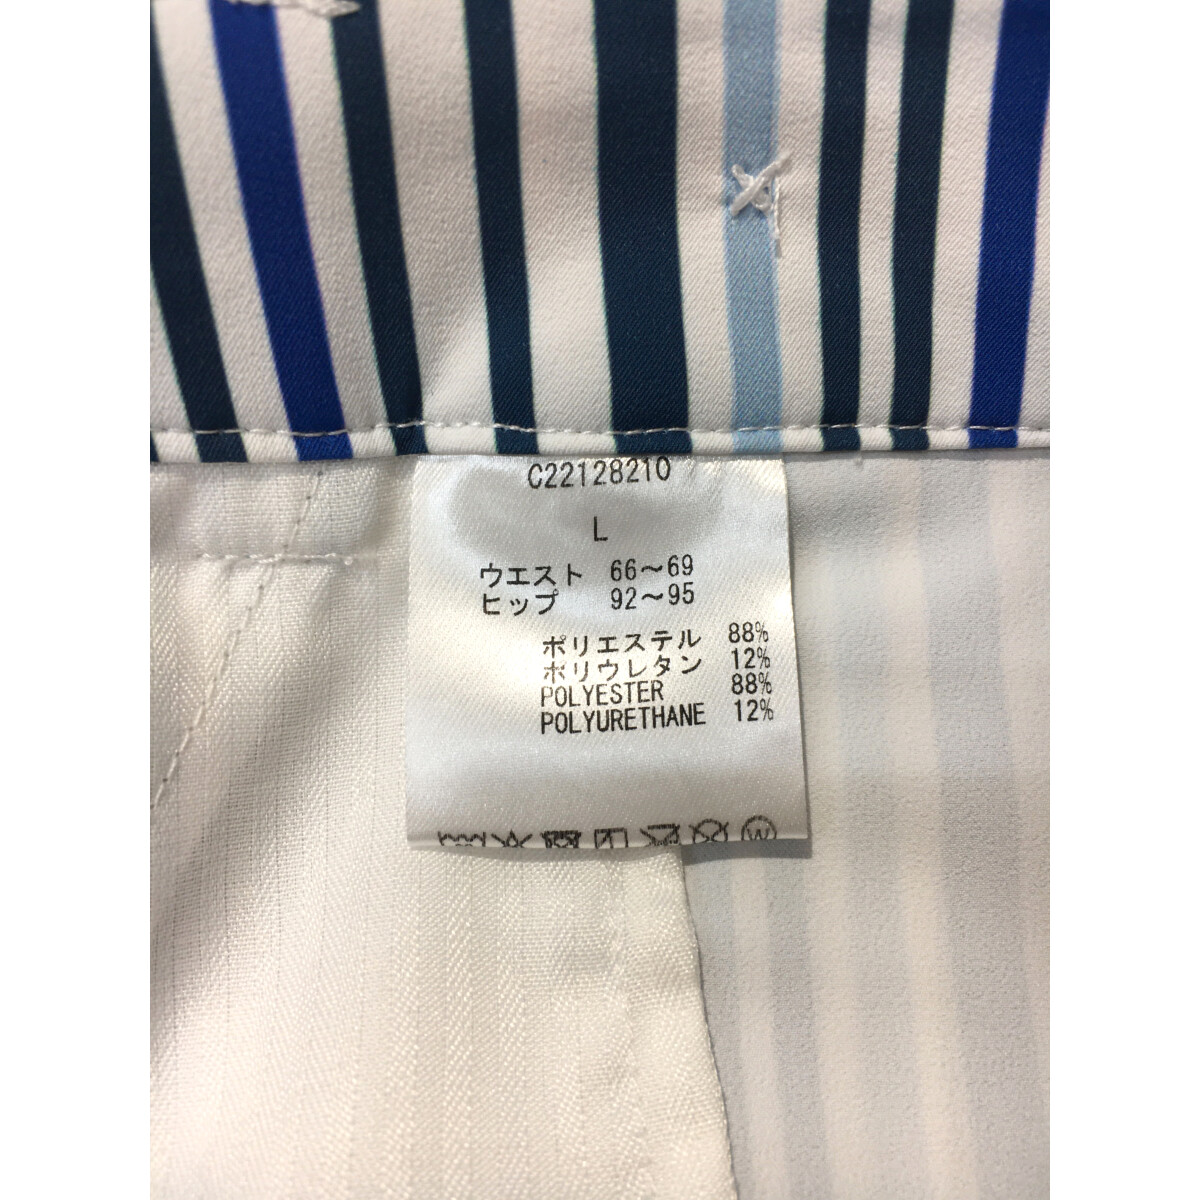 C22128210
L
ウエスト 66～69
ヒップ 92～95
ポリエステル 88%
ポリウレタン 12%
POLYESTER 88%
POLYURETHANE 12%
W